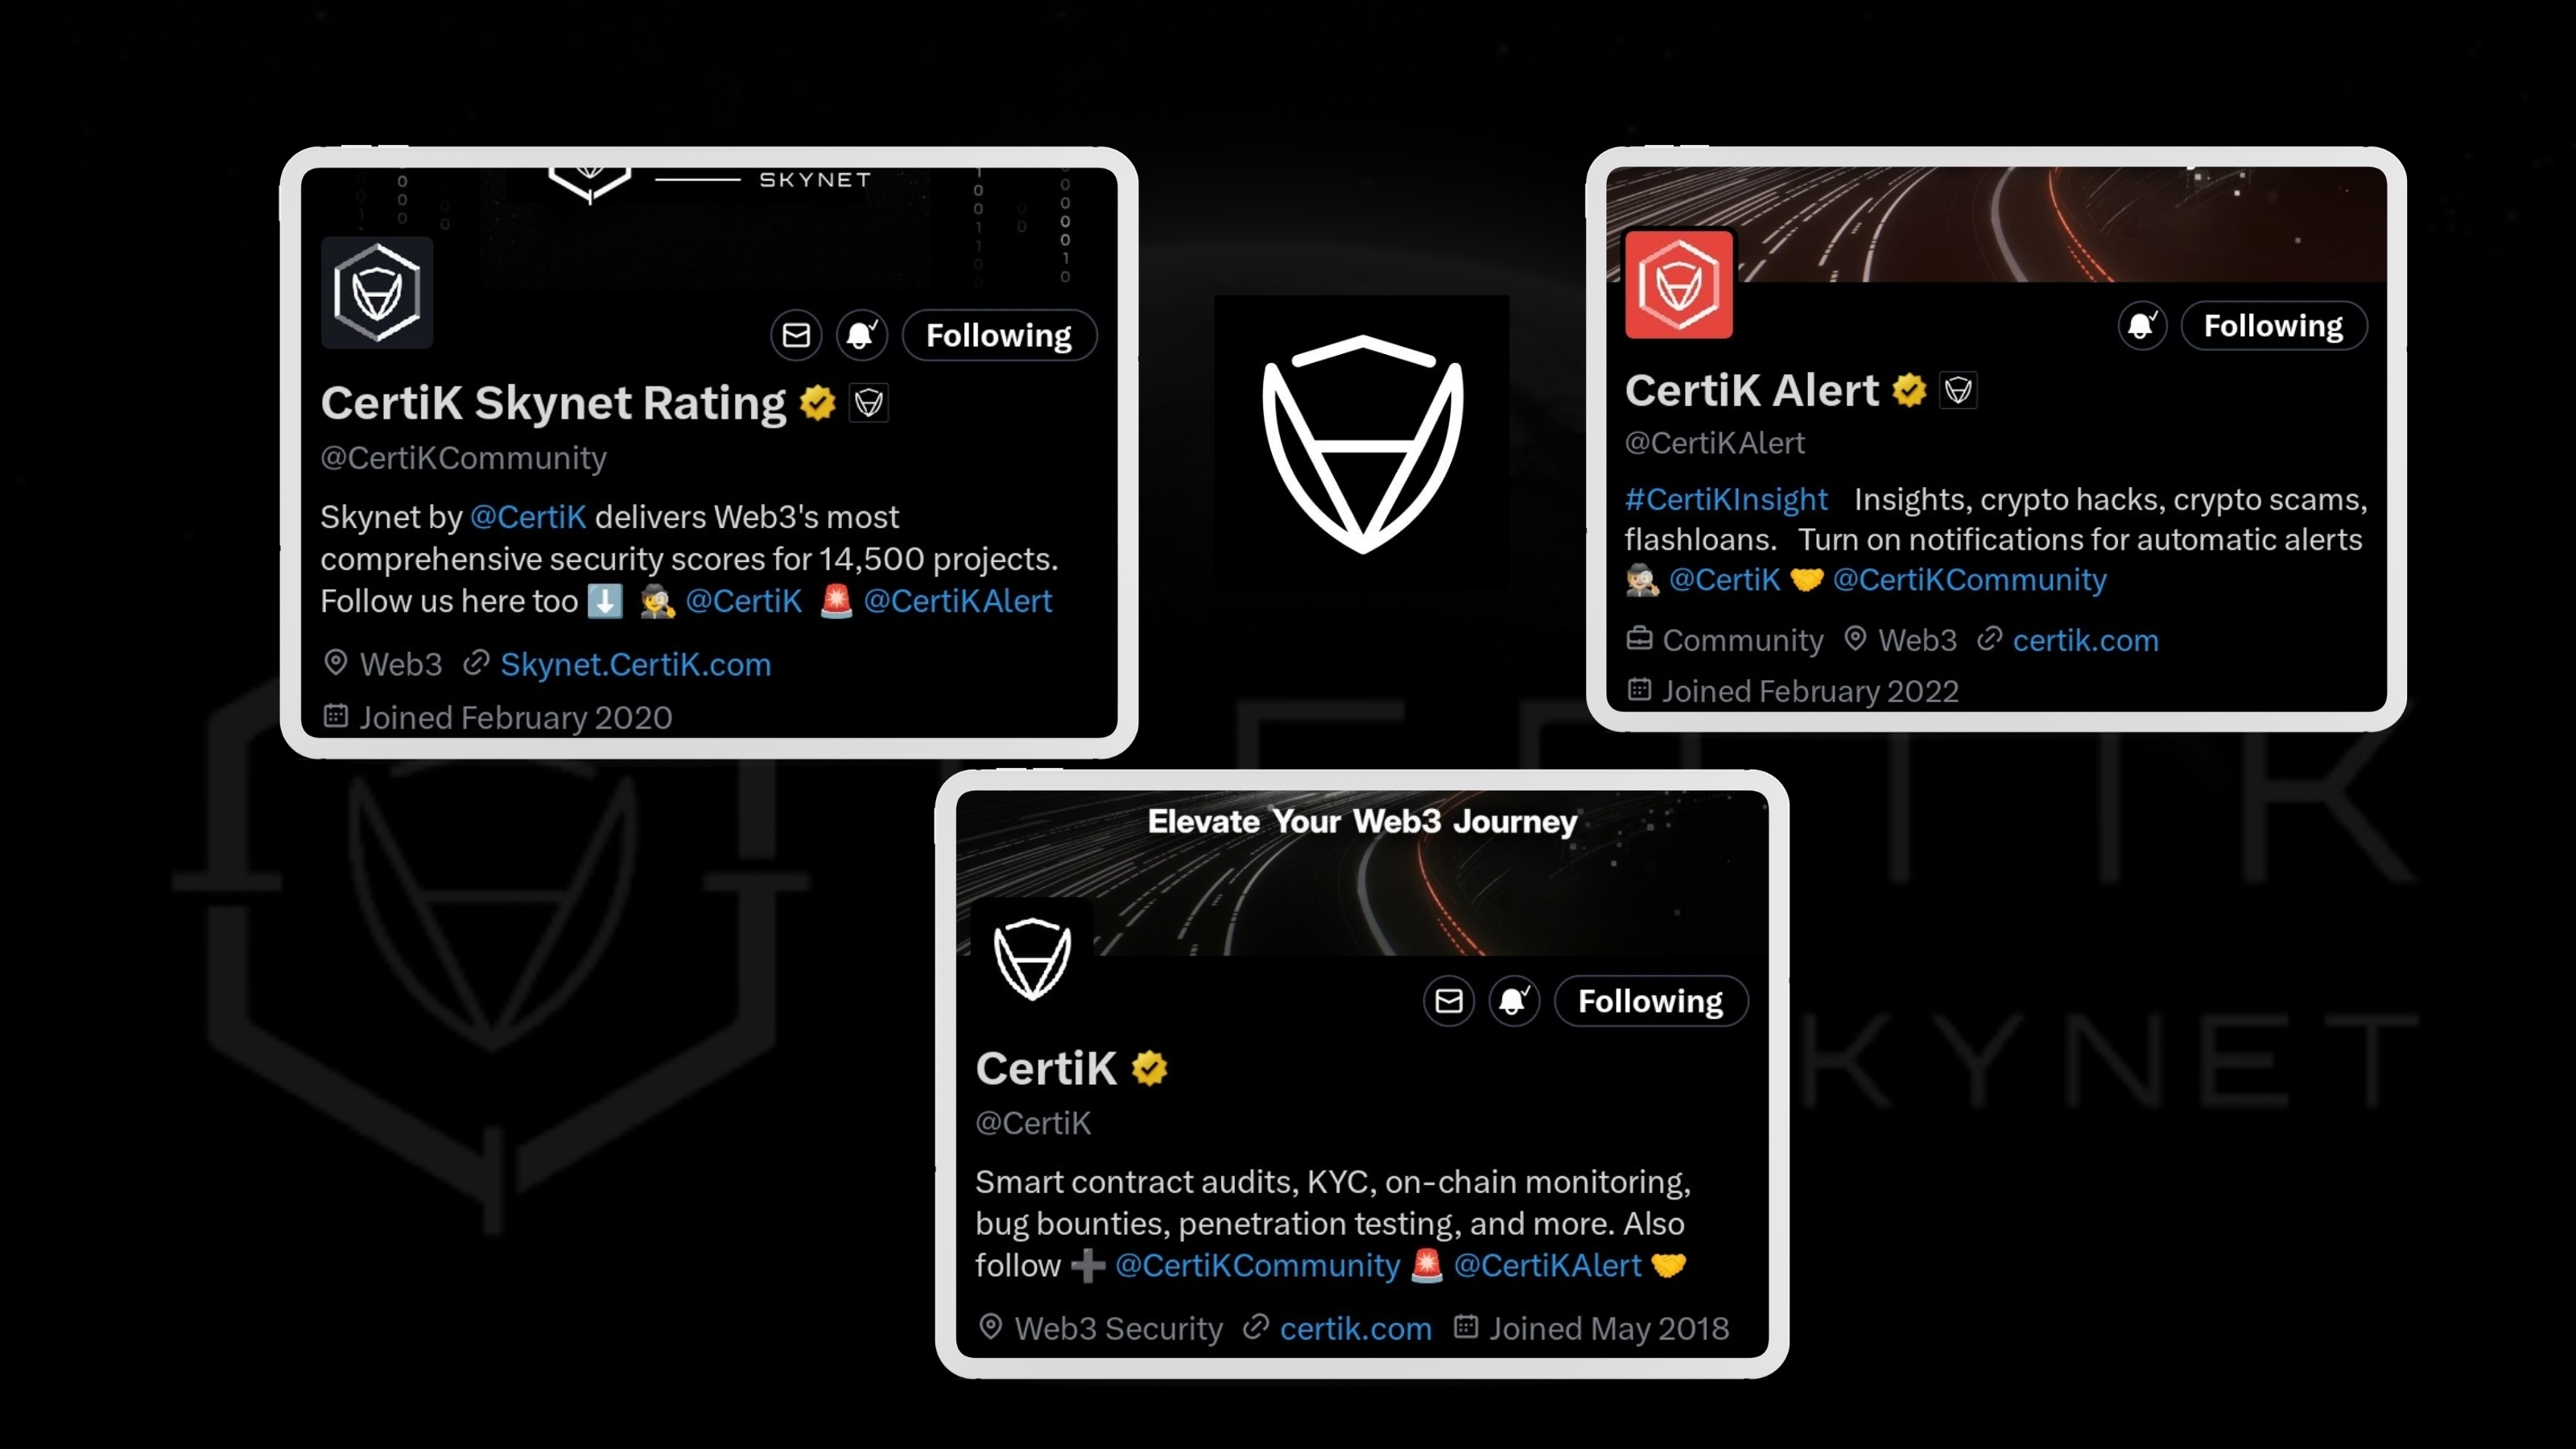 SKYNET
Following
CertiK Skynet Rating
@CertiKCommunity
Skynet by @CertiK delivers Web3's most
comprehensive security scores for 14,500 projects.
Follow us here too ⬇️ 🕵🏼 @CertiK 🚨 @CertiKAlert
Web3 Skynet.CertiK.com
Joined February 2020
Following
CertiK Alert
@CertiKAlert
#CertiKInsight Insights, crypto hacks, crypto scams,
flashloans. Turn on notifications for automatic alerts
🕵🏼 @CertiK 🤝 @CertiKCommunity
Community Web3 certik.com
Joined February 2022
Elevate Your Web3 Journey
Following
CertiK
@CertiK
Smart contract audits, KYC, on-chain monitoring,
bug bounties, penetration testing, and more. Also
follow ➕ @CertiKCommunity 🚨 @CertiKAlert 🤝
Web3 Security certik.com Joined May 2018